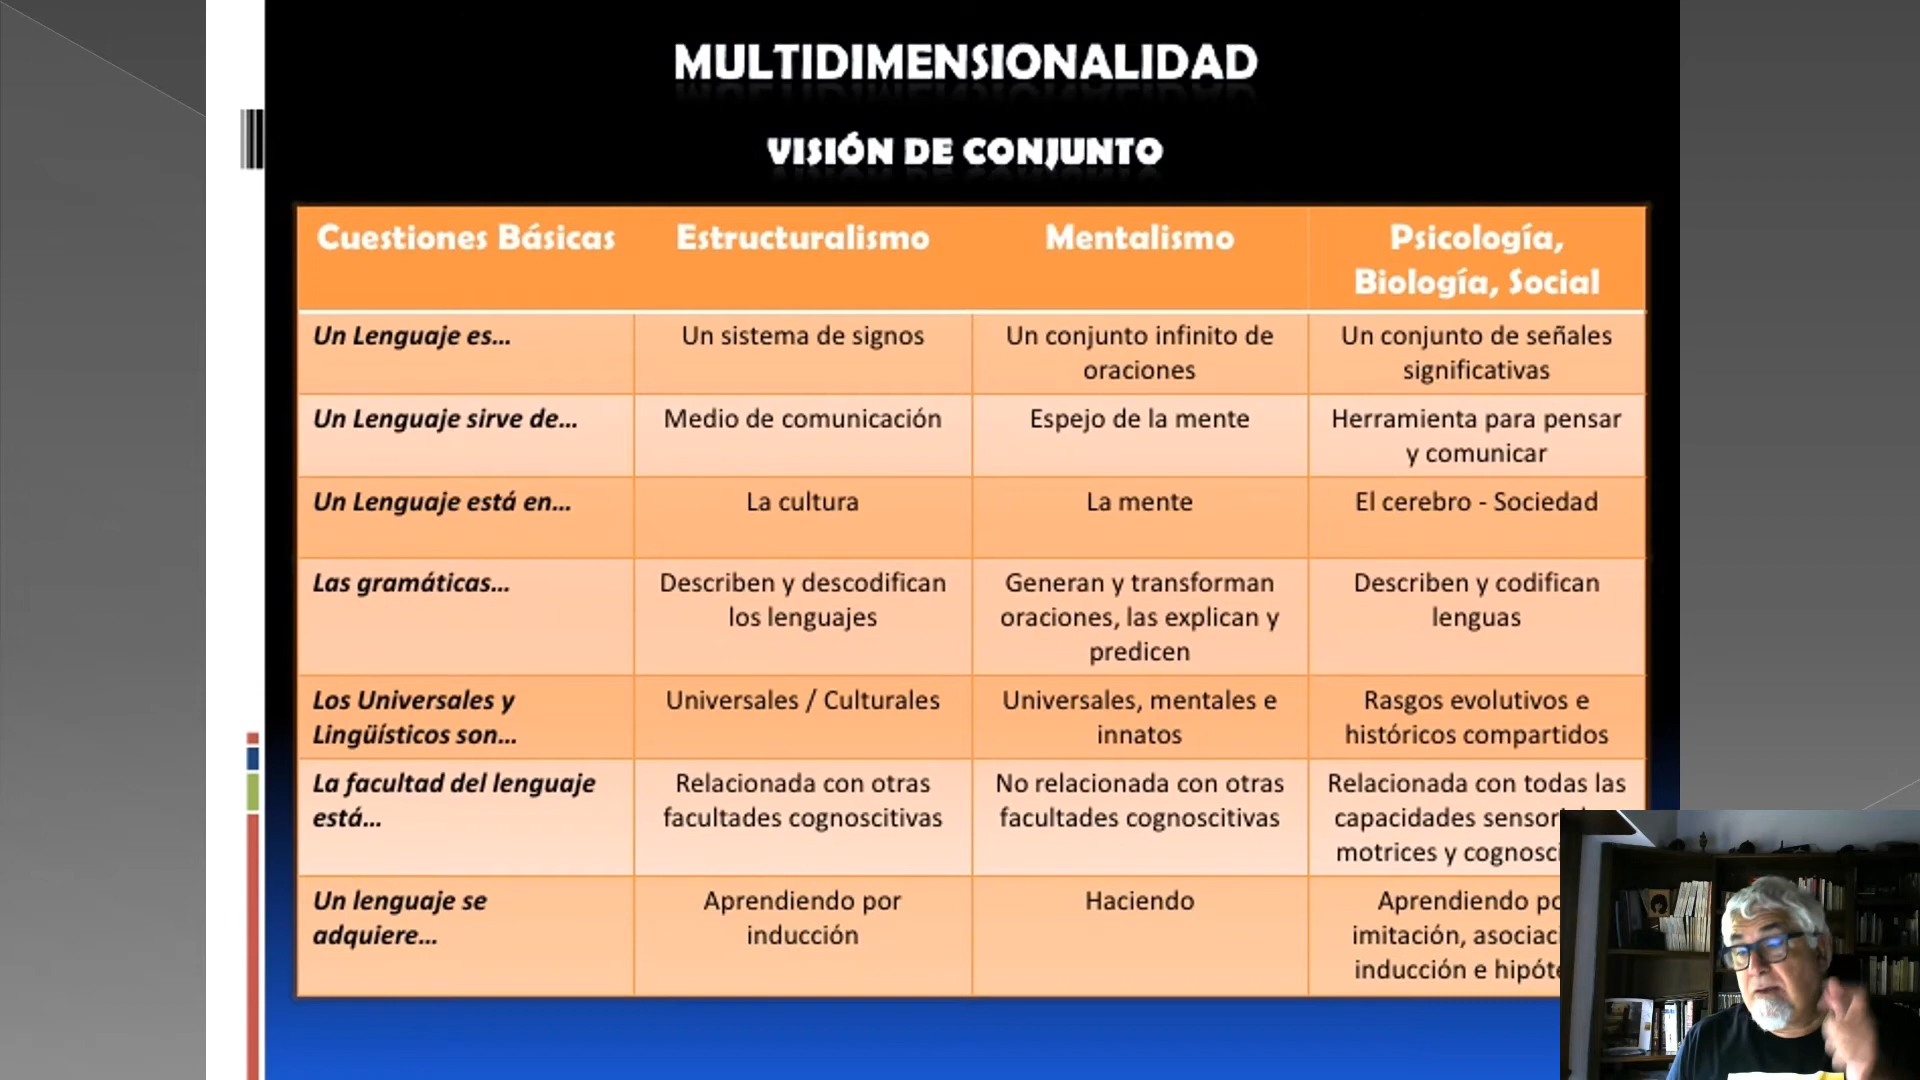 MULTIDIMENSIONALIDAD
VISIÓN DE CONJUNTO
Cuestiones Básicas
Estructuralismo
Mentalismo
Psicología,
Biología, Social
Un Lenguaje es...
Un sistema de signos
Un conjunto infinito de
oraciones
Un conjunto de señales
significativas
Un Lenguaje sirve de...
Medio de comunicación
Espejo de la mente
Herramienta para pensar
y comunicar
Un Lenguaje está en...
La cultura
La mente
El cerebro - Sociedad
Las gramáticas...
Describen y descodifican
los lenguajes
Generan y transforman
oraciones, las explican y
predicen
Describen y codifican
lenguas
Los Universales y
Lingüísticos son...
Universales / Culturales
Universales, mentales e
innatos
Rasgos evolutivos e
históricos compartidos
La facultad del lenguaje
está...
Relacionada con otras
facultades cognoscitivas
No relacionada con otras
facultades cognoscitivas
Relacionada con todas las
capacidades
motrices y
Un lenguaje se
adquiere...
Aprendiendo por
inducción
Haciendo
Aprendiendo
imitación,
inducción e